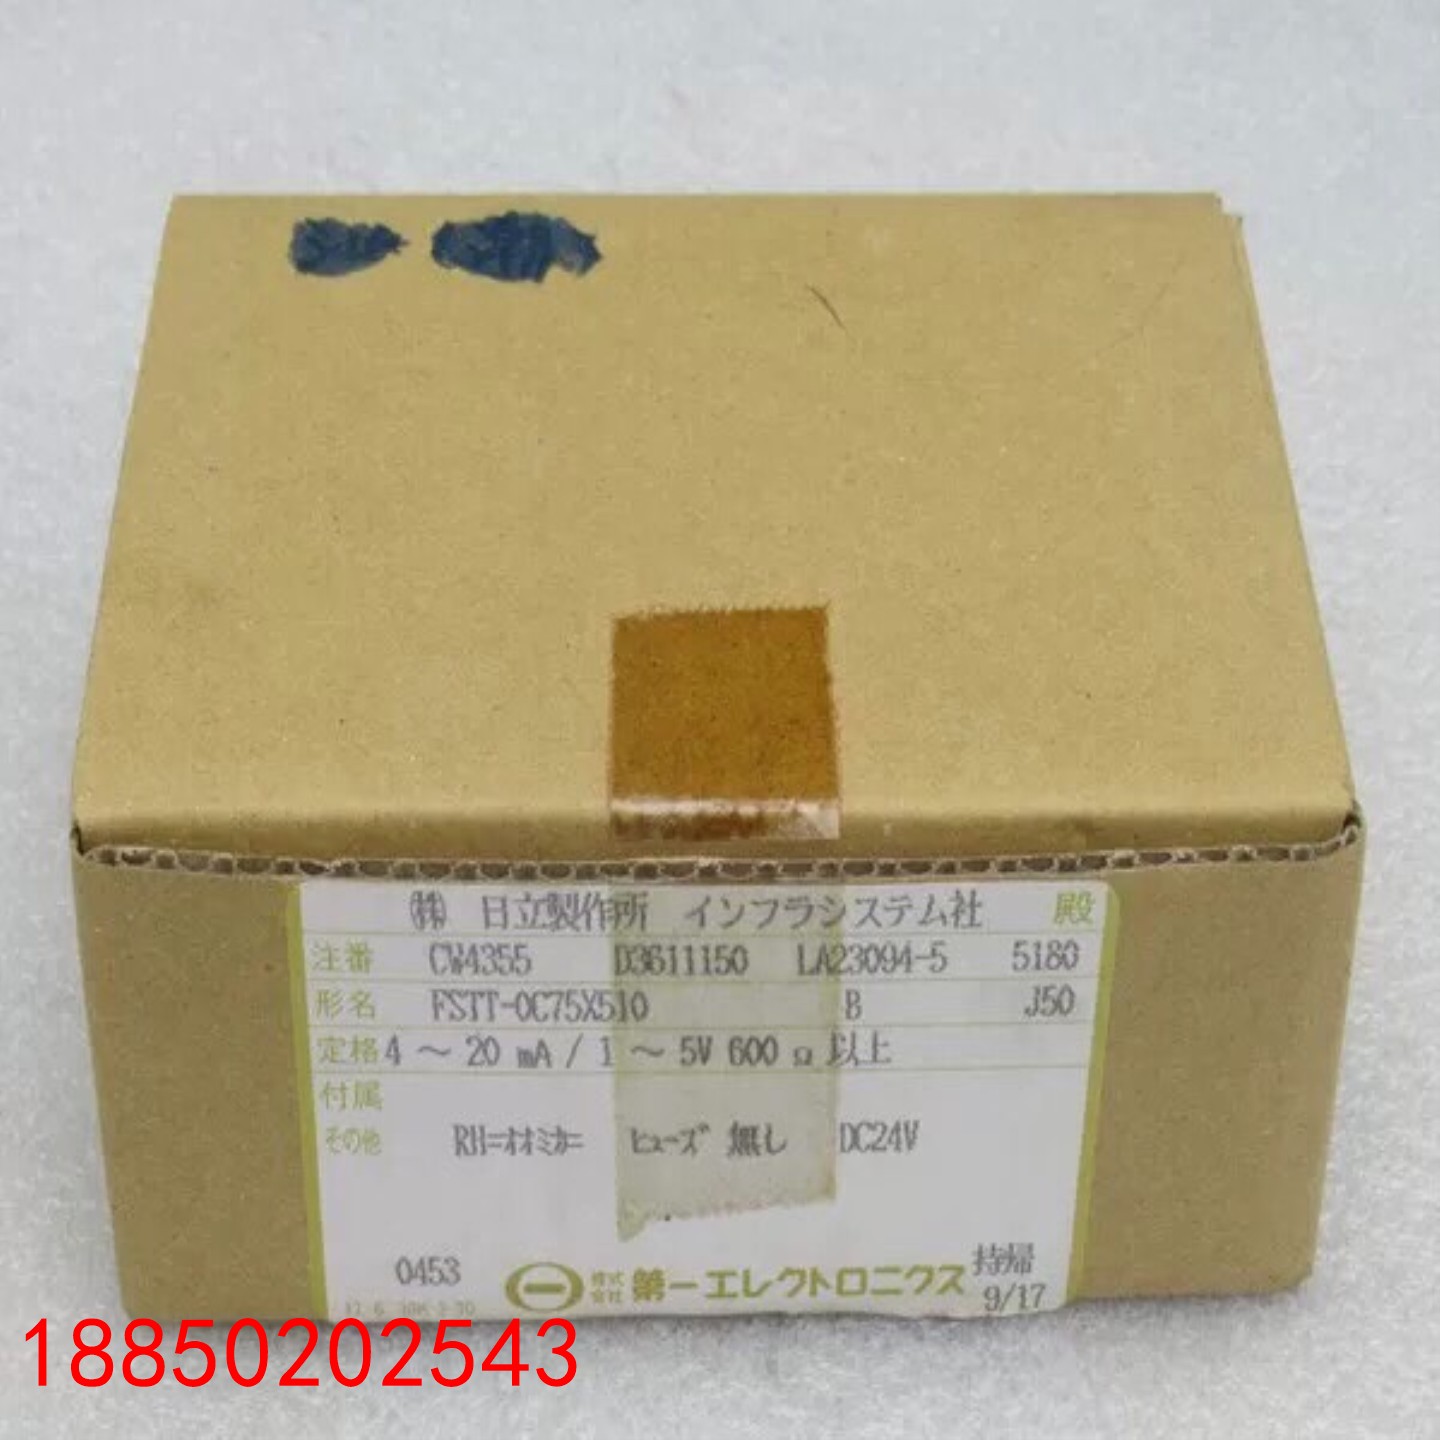 ㈱ 日立製作所 インフラシステム社 殿
注番 CW4355 D3611150 LA23094-5 5180
形名 FSTT-0C75X510 B J50
定格 4 ～ 20 mA / 1 ～ 5V 600 Ω 以上
付属
その他 RH=ｵｵﾐｶ= ﾋｭｰｽﾞ 無し DC24V
0453 株式会社 第一エレクトロニクス 持帰
9/17
18850202543